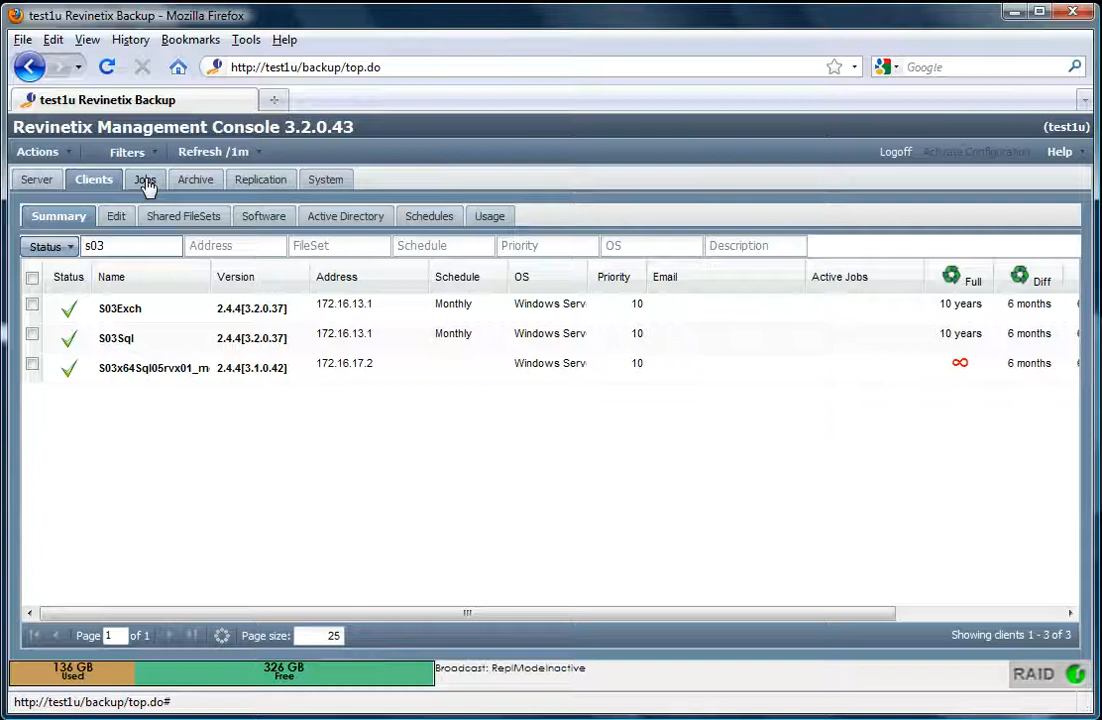 test1u Revinetix Backup - Mozilla Firefox
File Edit View History Bookmarks Tools Help
http://test1u/backup/top.do
Google
test1u Revinetix Backup
Revinetix Management Console 3.2.0.43 (test1u)
Actions Filters Refresh /1m Logoff Activate Configuration Help
Server Clients Jobs Archive Replication System
Summary Edit Shared FileSets Software Active Directory Schedules Usage
Status s03 Address FileSet Schedule Priority OS Description
Status Name Version Address Schedule OS Priority Email Active Jobs Full Diff
S03Exch 2.4.4[3.2.0.37] 172.16.13.1 Monthly Windows Serv 10 10 years 6 months
S03Sql 2.4.4[3.2.0.37] 172.16.13.1 Monthly Windows Serv 10 10 years 6 months
S03x64Sql05rvx01_m 2.4.4[3.1.0.42] 172.16.17.2 Windows Serv 10 ∞ 6 months
Page 1 of 1 Page size: 25 Showing clients 1 - 3 of 3
136 GB Used 326 GB Free Broadcast: ReplModeInactive RAID
http://test1u/backup/top.do#